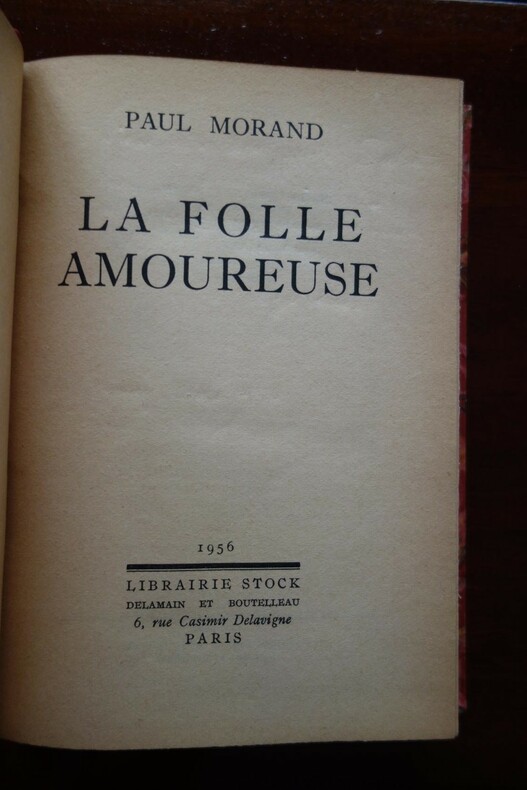 PAUL MORAND
LA FOLLE
AMOUREUSE
1956
LIBRAIRIE STOCK
DELAMAIN ET BOUTELLEAU
6, rue Casimir Delavigne
PARIS